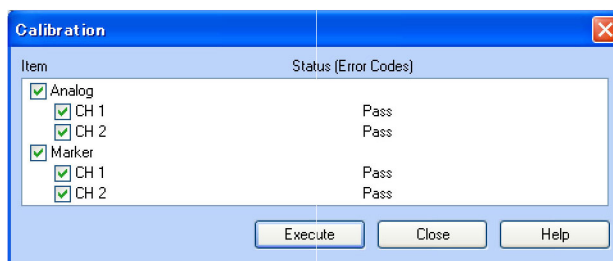 Calibration
Item Status (Error Codes)
Analog
CH 1 Pass
CH 2 Pass
Marker
CH 1 Pass
CH 2 Pass
Execute Close Help